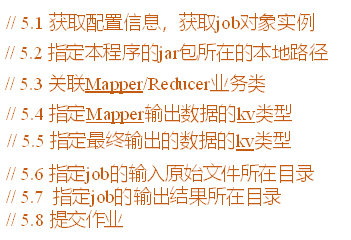 // 5.1 获取配置信息，获取job对象实例
// 5.2 指定本程序的jar包所在的本地路径
// 5.3 关联Mapper/Reducer业务类
// 5.4 指定Mapper输出数据的kv类型
// 5.5 指定最终输出的数据的kv类型
// 5.6 指定job的输入原始文件所在目录
// 5.7 指定job的输出结果所在目录
// 5.8 提交作业